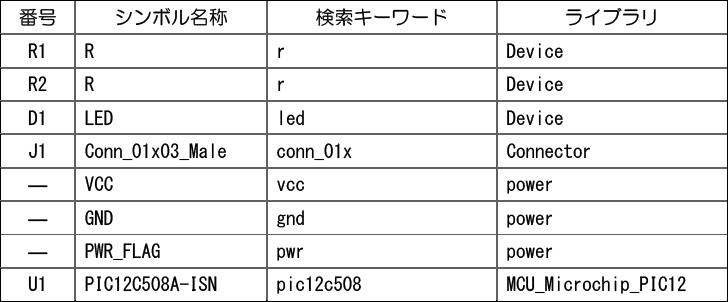 番号 シンボル名称 検索キーワード ライブラリ
R1 R r Device
R2 R r Device
D1 LED led Device
J1 Conn_01x03_Male conn_01x Connector
— VCC vcc power
— GND gnd power
— PWR_FLAG pwr power
U1 PIC12C508A-ISN pic12c508 MCU_Microchip_PIC12